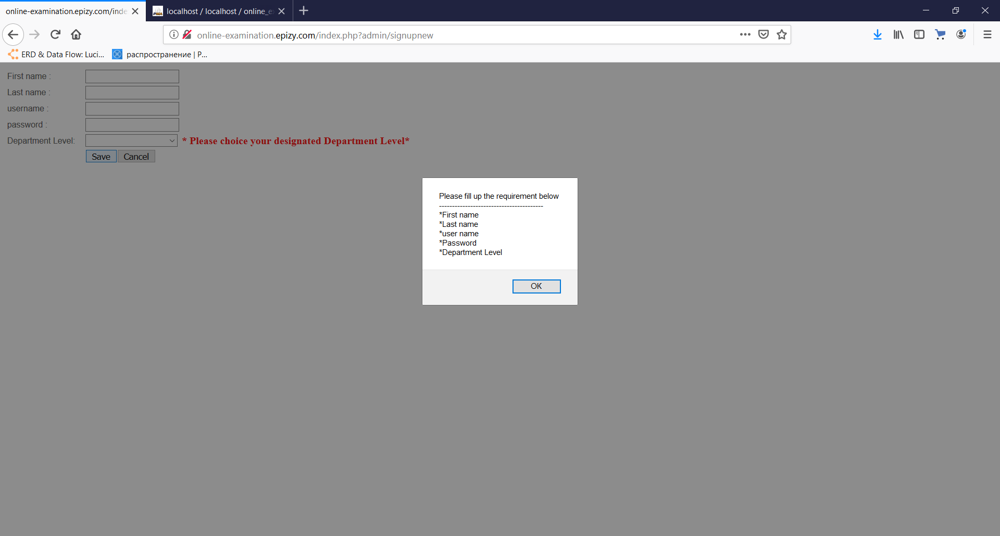 online-examination.epizy.com/inde
localhost / localhost / online_e
online-examination.epizy.com/index.php?admin/signupnew
ERD & Data Flow: Luci...
распространение | Р...
First name :
Last name :
username :
password :
Department Level:
* Please choice your designated Department Level*
Save
Cancel
Please fill up the requirement below
----------------------------------------
*First name
*Last name
*user name
*Password
*Department Level
OK